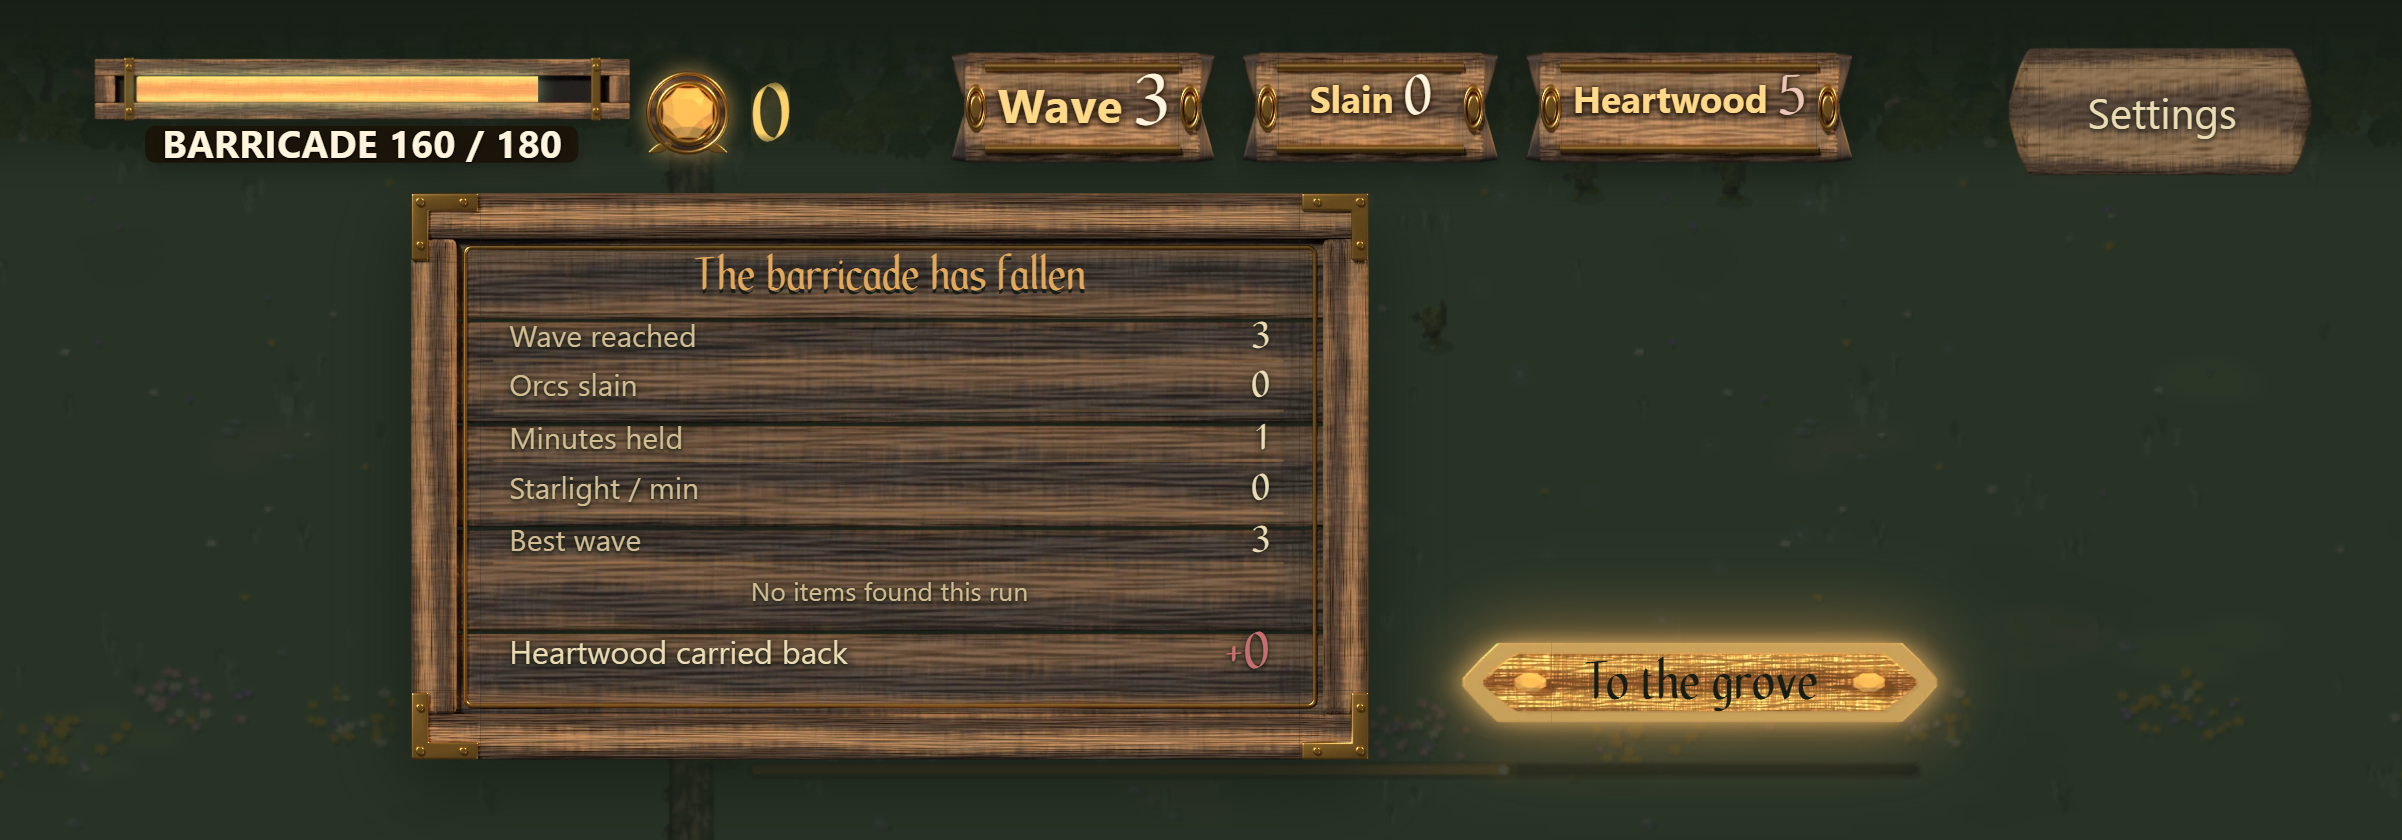 BARRICADE 160 / 180
0
Wave 3
Slain 0
Heartwood 5
Settings
The barricade has fallen
Wave reached 3
Orcs slain 0
Minutes held 1
Starlight / min 0
Best wave 3
No items found this run
Heartwood carried back +0
To the grove